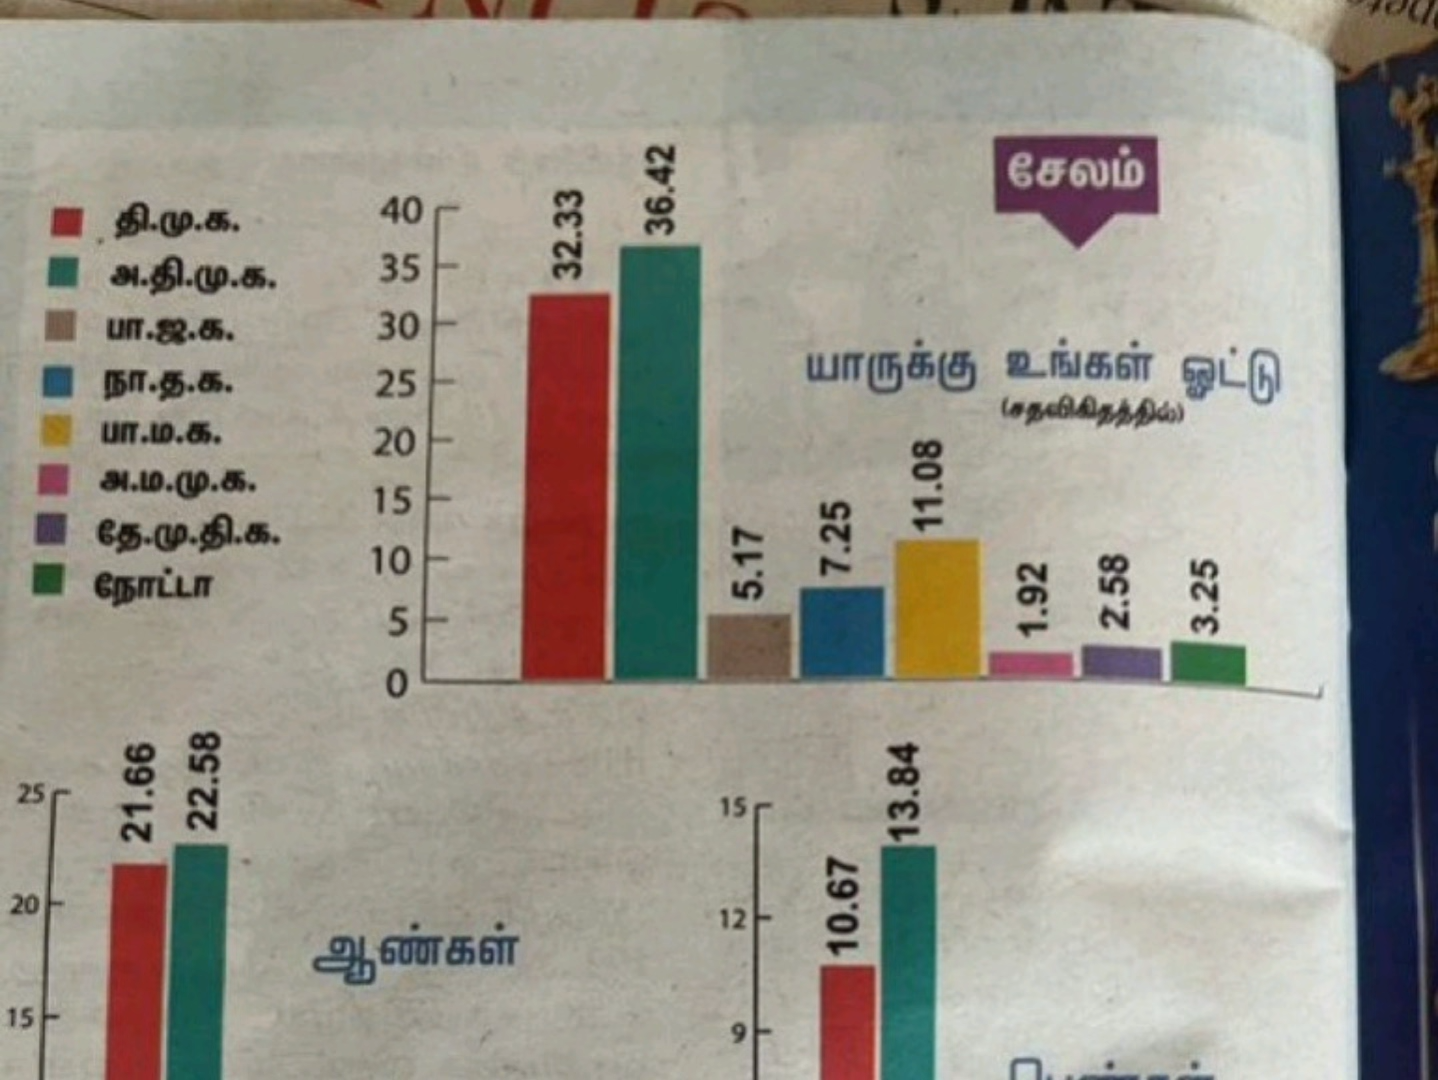 சேலம்
தி.மு.க.
அ.தி.மு.க.
பா.ஜ.க.
நா.த.க.
பா.ம.க.
அ.ம.மு.க.
தே.மு.தி.க.
நோட்டா
40
35
30
25
20
15
10
5
0
32.33
36.42
5.17
7.25
11.08
1.92
2.58
3.25
யாருக்கு உங்கள் ஓட்டு
(சதவிகிதத்தில்)
25
20
15
21.66
22.58
ஆண்கள்
15
12
9
10.67
13.84